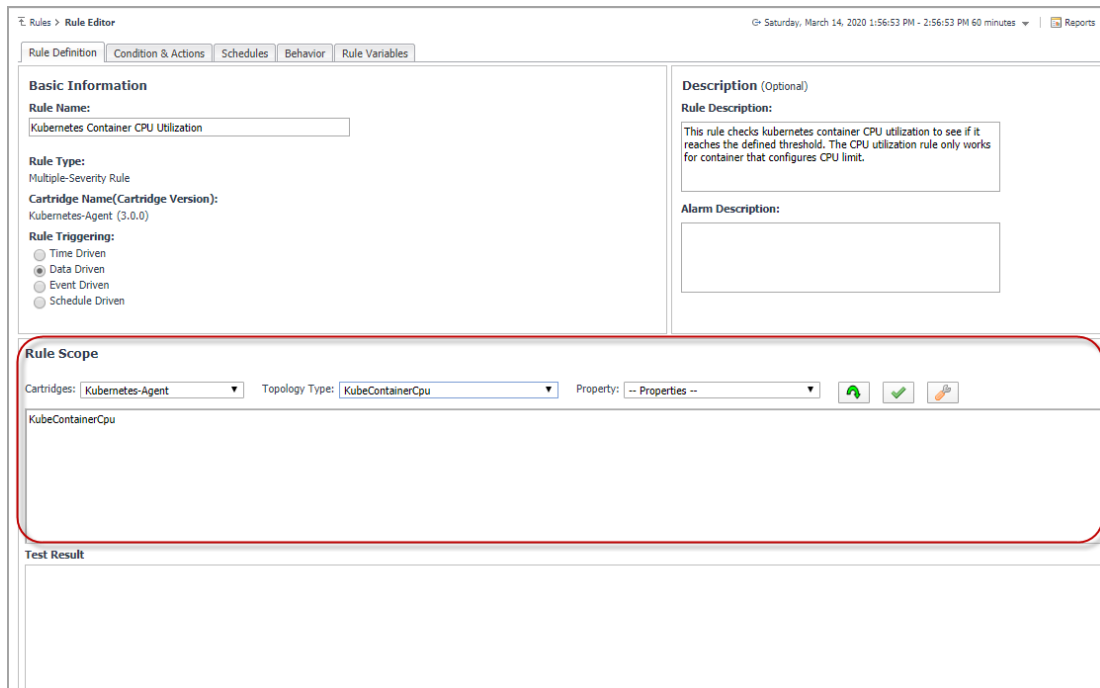 Rules > Rule Editor
Saturday, March 14, 2020 1:56:53 PM - 2:56:53 PM 60 minutes
Reports
Rule Definition
Condition & Actions
Schedules
Behavior
Rule Variables
Basic Information
Rule Name:
Kubernetes Container CPU Utilization
Rule Type:
Multiple-Severity Rule
Cartridge Name(Cartridge Version):
Kubernetes-Agent (3.0.0)
Rule Triggering:
Time Driven
Data Driven
Event Driven
Schedule Driven
Description (Optional)
Rule Description:
This rule checks kubernetes container CPU utilization to see if it
reaches the defined threshold. The CPU utilization rule only works
for container that configures CPU limit.
Alarm Description:
Rule Scope
Cartridges: Kubernetes-Agent
Topology Type: KubeContainerCpu
Property: -- Properties --
KubeContainerCpu
Test Result